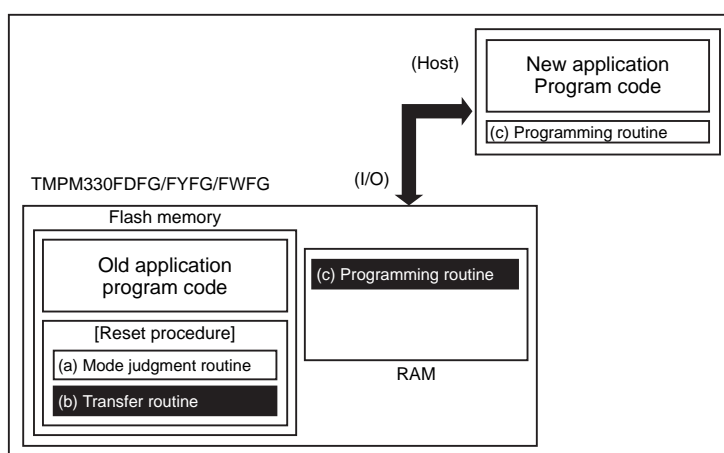 (Host)
New application
Program code
(c) Programming routine
(I/O)
TMPM330FDFG/FYFG/FWFG
Flash memory
Old application
program code
[Reset procedure]
(a) Mode judgment routine
(b) Transfer routine
(c) Programming routine
RAM